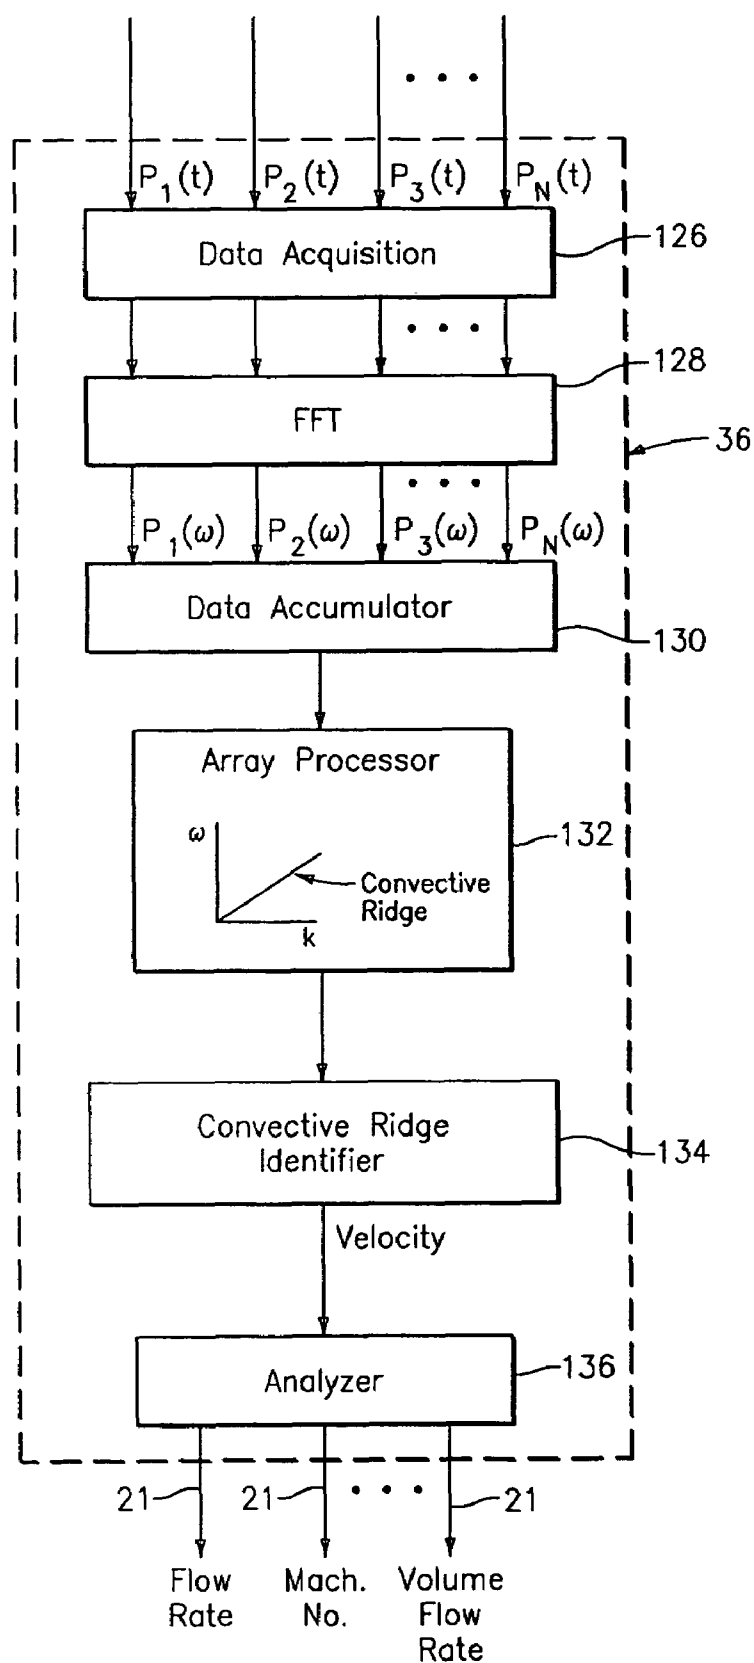 P1(t) P2(t) P3(t) PN(t)
Data Acquisition
126
128
FFT
36
P1(ω) P2(ω) P3(ω) PN(ω)
Data Accumulator
130
Array Processor
132
ω
Convective
Ridge
k
Convective Ridge
Identifier
134
Velocity
136
Analyzer
21 21 21
Flow
Rate
Mach.
No.
Volume
Flow
Rate